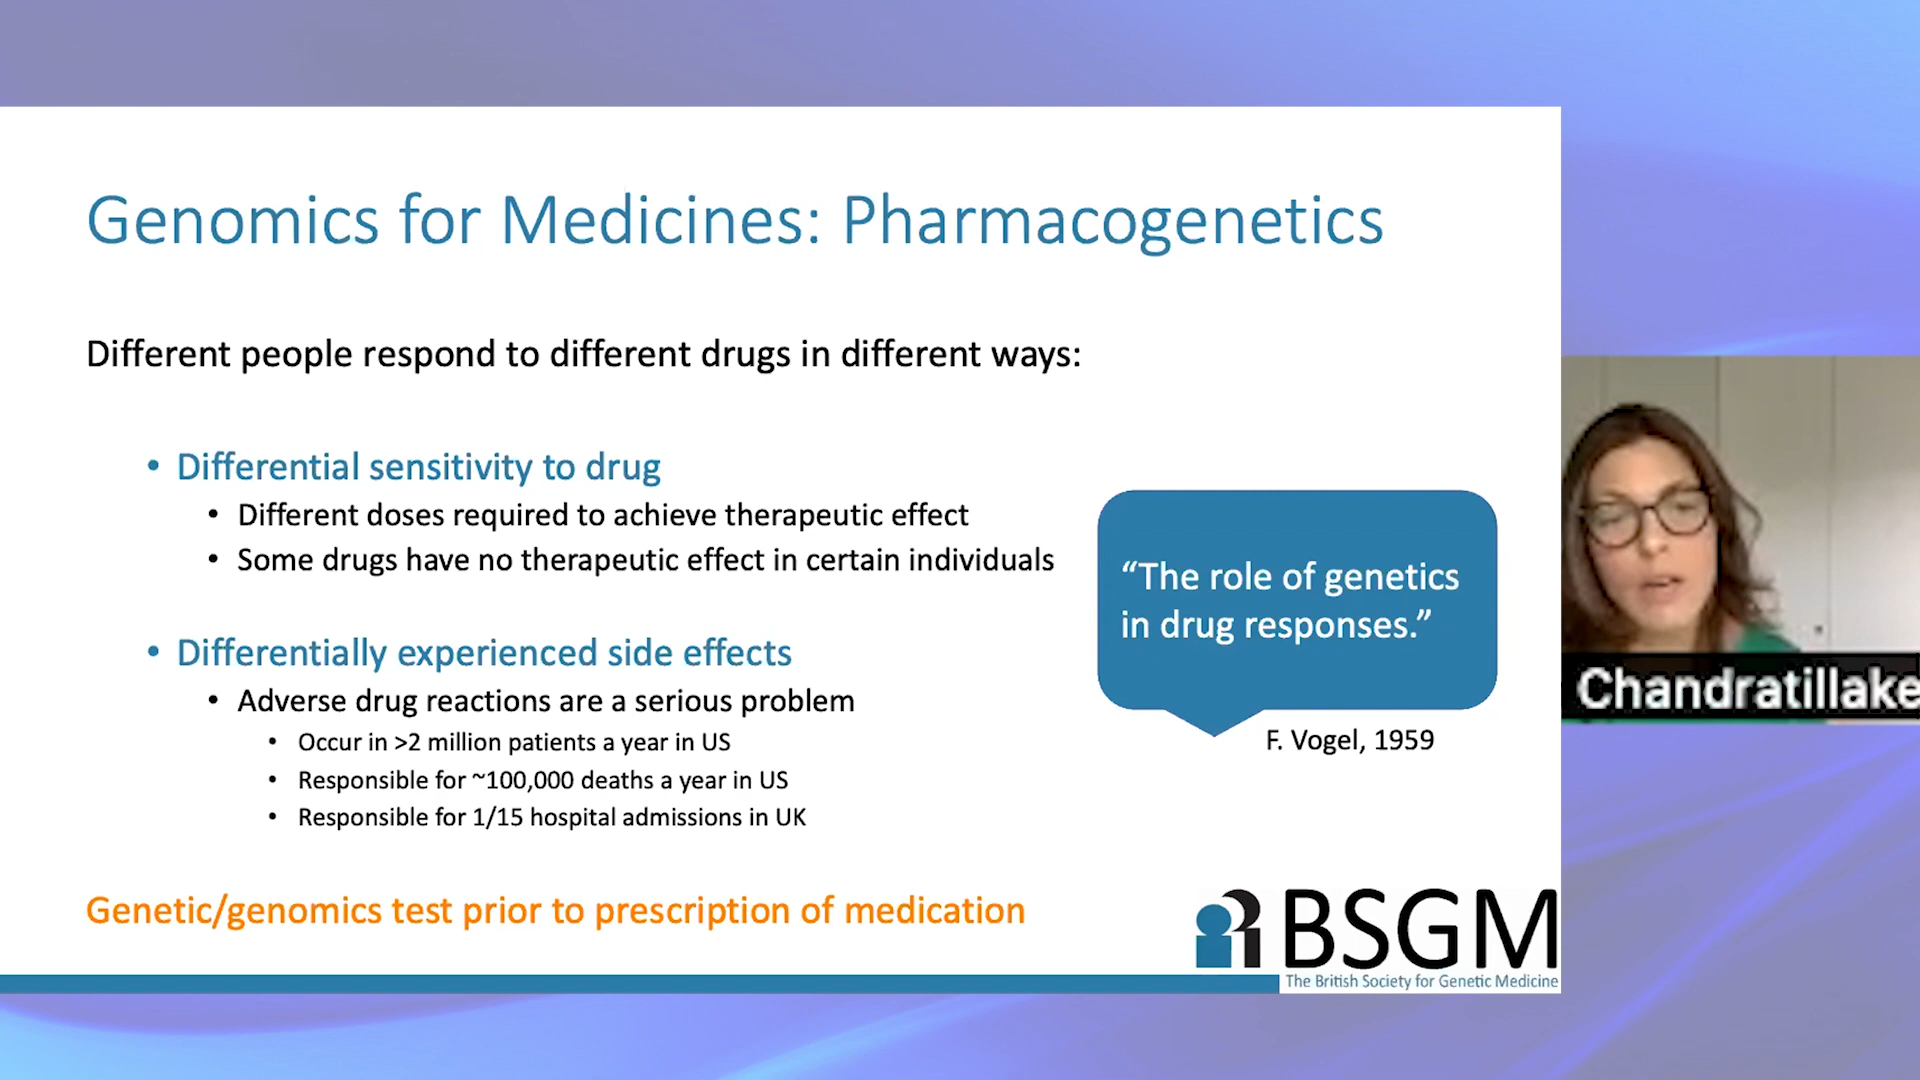 Genomics for Medicines: Pharmacogenetics
Different people respond to different drugs in different ways:
• Differential sensitivity to drug
• Different doses required to achieve therapeutic effect
• Some drugs have no therapeutic effect in certain individuals
• Differentially experienced side effects
• Adverse drug reactions are a serious problem
• Occur in >2 million patients a year in US
• Responsible for ~100,000 deaths a year in US
• Responsible for 1/15 hospital admissions in UK
“The role of genetics
in drug responses.”
F. Vogel, 1959
Chandratillake
Genetic/genomics test prior to prescription of medication
BSGM
The British Society for Genetic Medicine